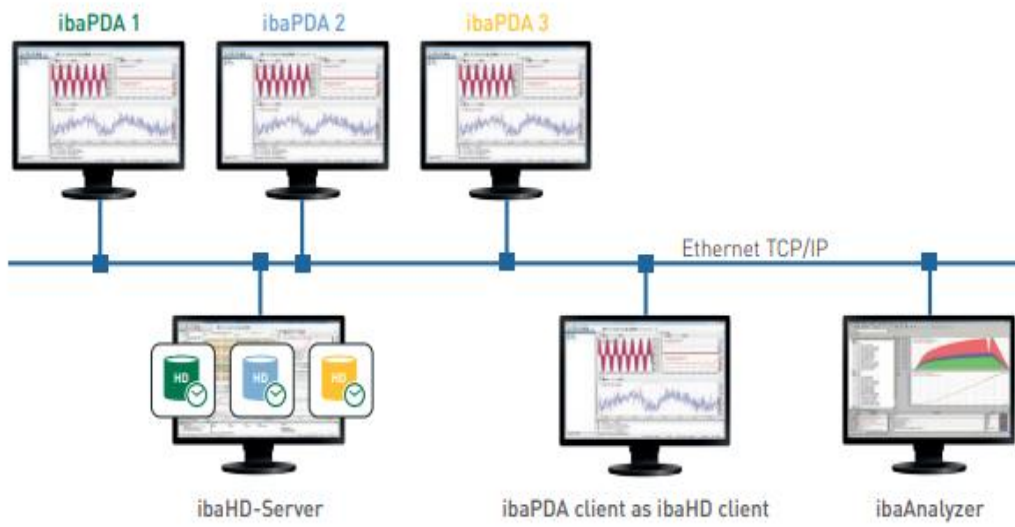 ibaPDA 1
ibaPDA 2
ibaPDA 3
Ethernet TCP/IP
HD
HD
HD
ibaHD-Server
ibaPDA client as ibaHD client
ibaAnalyzer